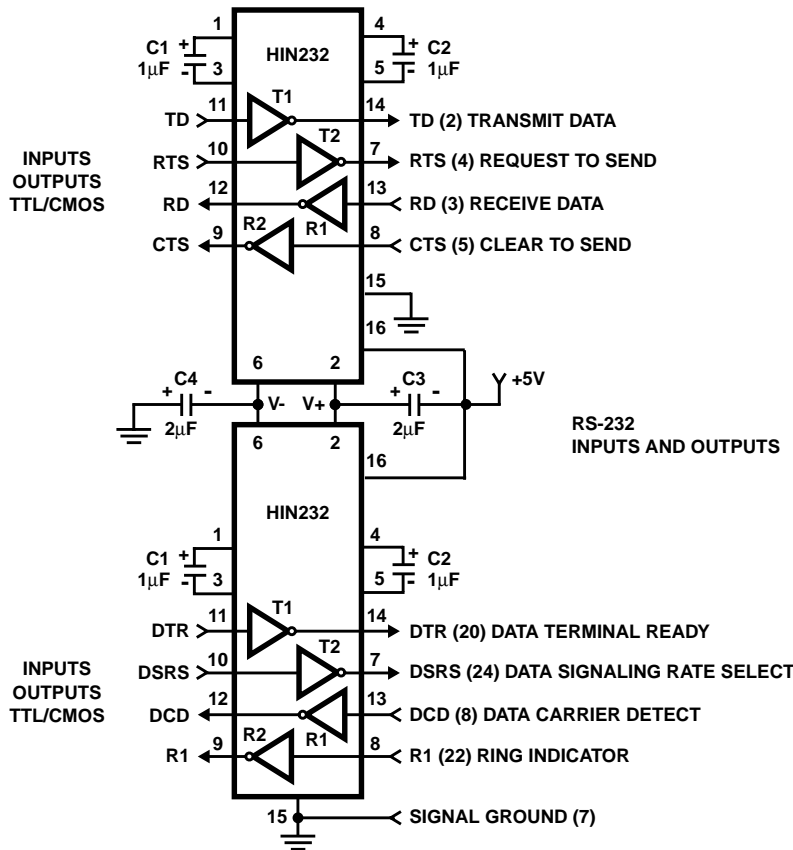 1 HIN232 4
C1 + + C2
1µF - 3 5 - 1µF
T1
TD 11 14 TD (2) TRANSMIT DATA
T2
RTS 10 7 RTS (4) REQUEST TO SEND
INPUTS
OUTPUTS
TTL/CMOS
RD 12 13 RD (3) RECEIVE DATA
R2 R1
CTS 9 8 CTS (5) CLEAR TO SEND
15
16
6 2
C4 C3 +5V
+ - V- V+ + -
2µF 2µF
RS-232
INPUTS AND OUTPUTS
6 2
16
HIN232
1 4
C1 + + C2
1µF - 3 5 - 1µF
T1
DTR 11 14 DTR (20) DATA TERMINAL READY
T2
DSRS 10 7 DSRS (24) DATA SIGNALING RATE SELECT
INPUTS
OUTPUTS
TTL/CMOS
DCD 12 13 DCD (8) DATA CARRIER DETECT
R2 R1
R1 9 8 R1 (22) RING INDICATOR
15 SIGNAL GROUND (7)